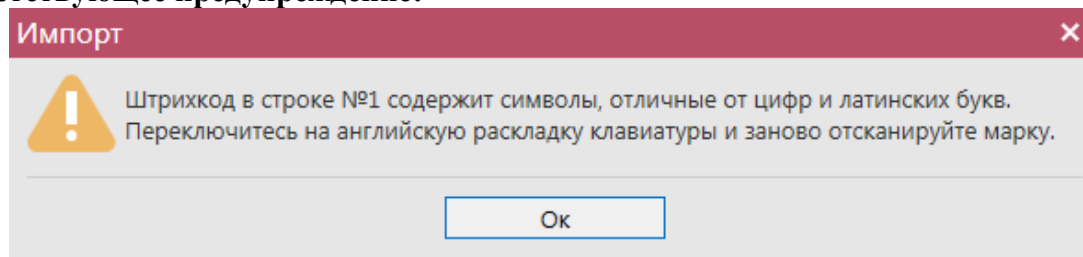 предупреждение.
Импорт
Штрихкод в строке №1 содержит символы, отличные от цифр и латинских букв.
Переключитесь на английскую раскладку клавиатуры и заново отсканируйте марку.
Ок